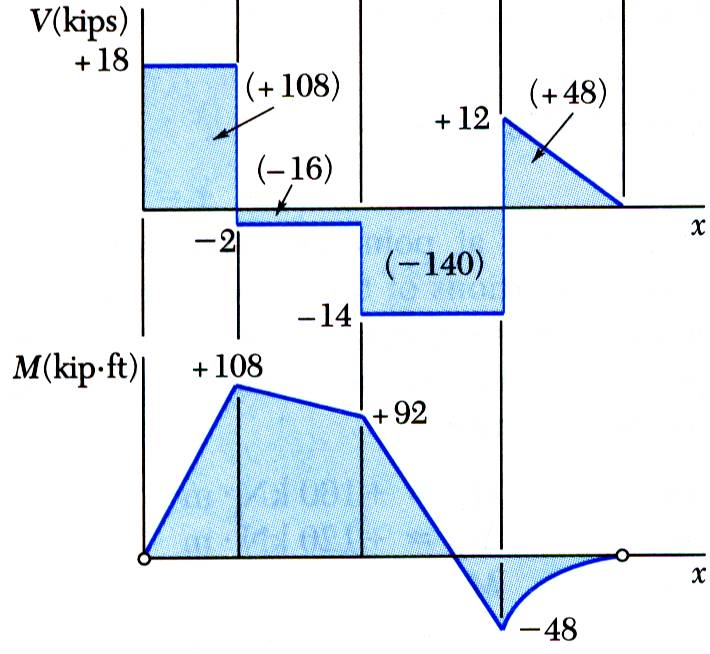 V(kips)
+18
(+108)
(−16)
+12
(+48)
x
−2
(−140)
−14
M(kip·ft)
+108
+92
x
−48